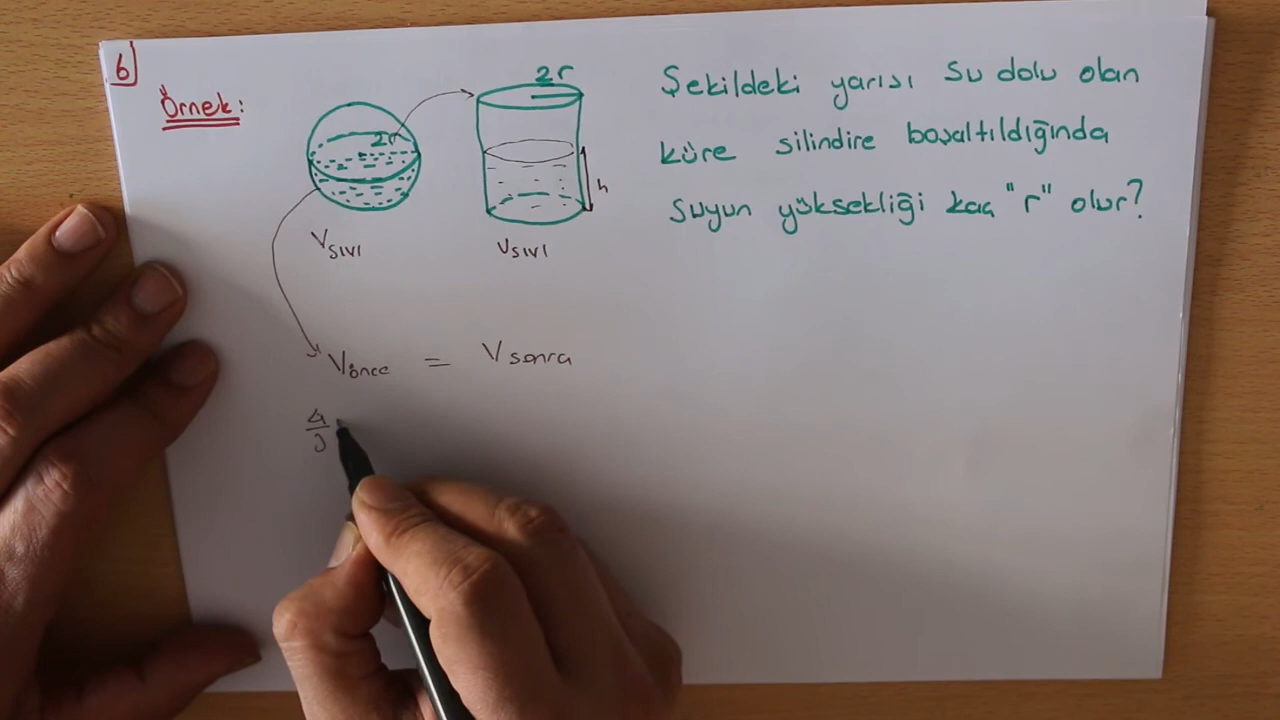 6
Örnek:
2r
2r
h
Vsıvı
Vsıvı
Şekildeki yarısı su dolu olan
küre silindire boşaltıldığında
suyun yüksekliği kaç "r" olur?
Vönce = Vsonra
4
3